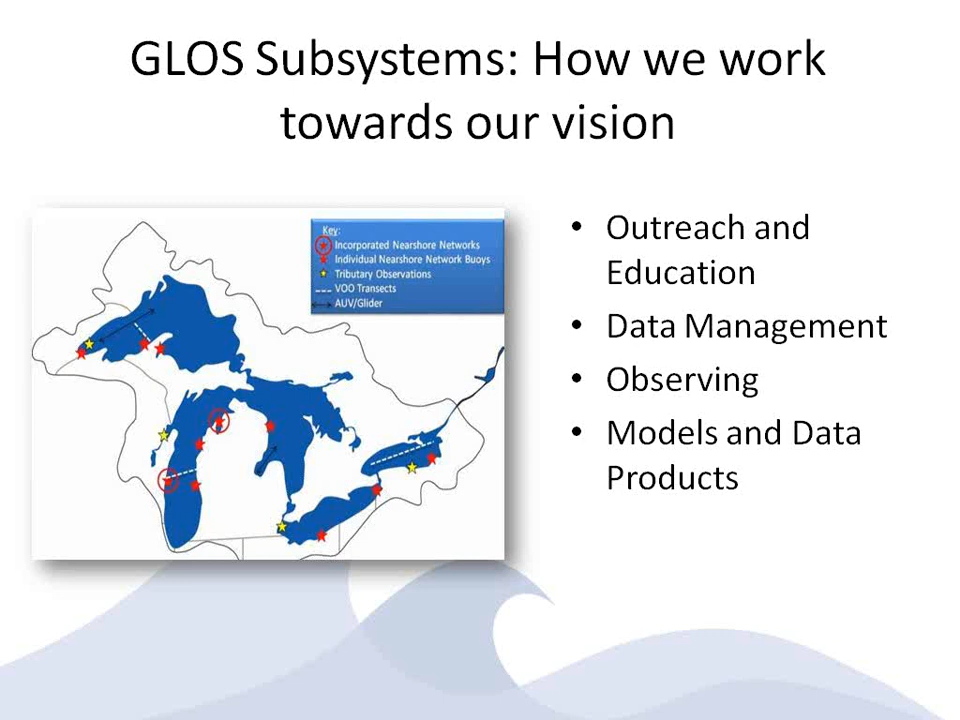 GLOS Subsystems: How we work
towards our vision
Key:
Incorporated Nearshore Networks
Individual Nearshore Network Buoys
Tributary Observations
VOO Transects
AUV/Glider
• Outreach and
Education
• Data Management
• Observing
• Models and Data
Products